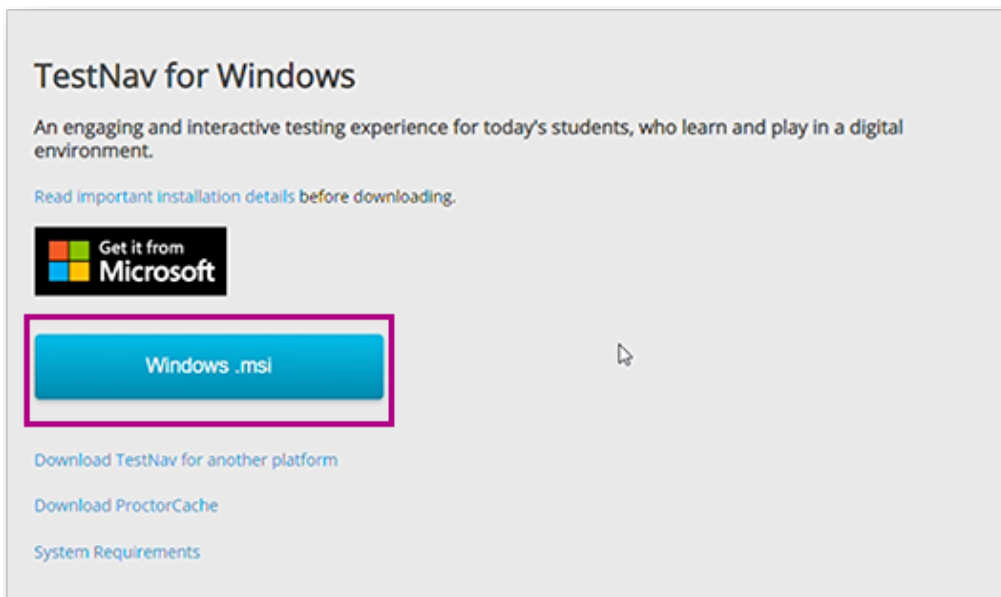 TestNav for Windows
An engaging and interactive testing experience for today's students, who learn and play in a digital
environment.
Read important installation details before downloading.
Get it from
Microsoft
Windows .msi
Download TestNav for another platform
Download ProctorCache
System Requirements